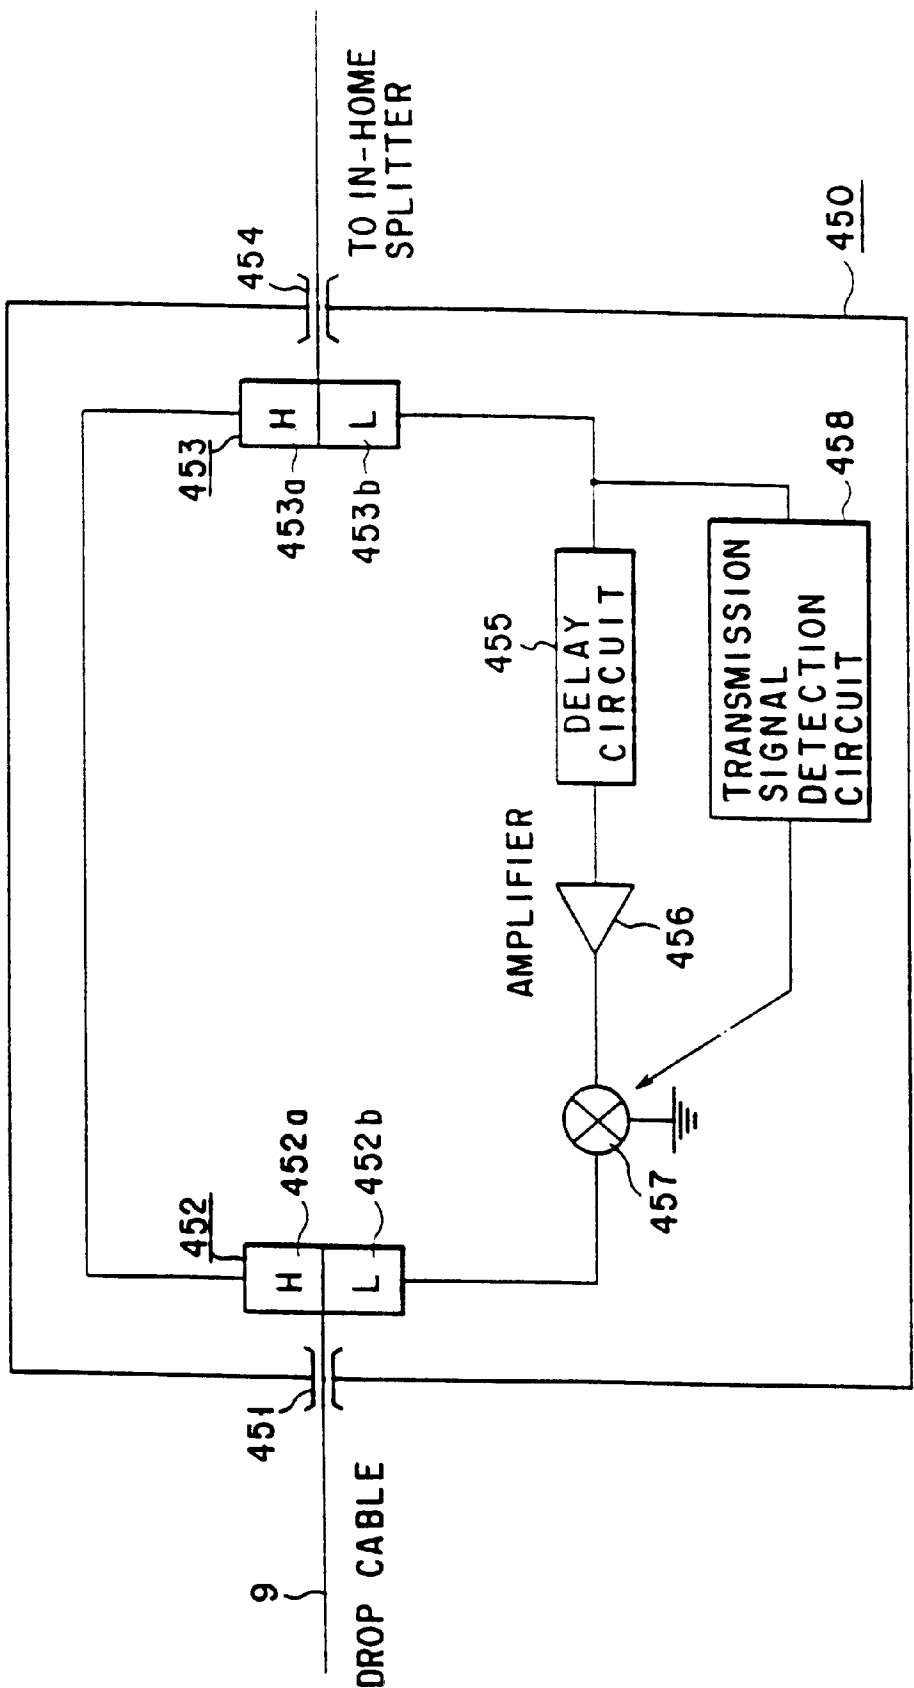 9
DROP CABLE
451
452
H
452a
L
452b
457
AMPLIFIER
456
455
DELAY
CIRCUIT
TRANSMISSION
SIGNAL
DETECTION
CIRCUIT
458
453
H
453a
L
453b
454
TO IN-HOME
SPLITTER
450